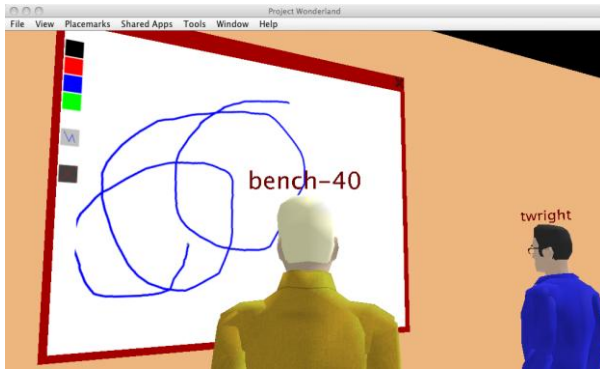 Project Wonderland
File View Placemarks Shared Apps Tools Window Help
bench-40
twright